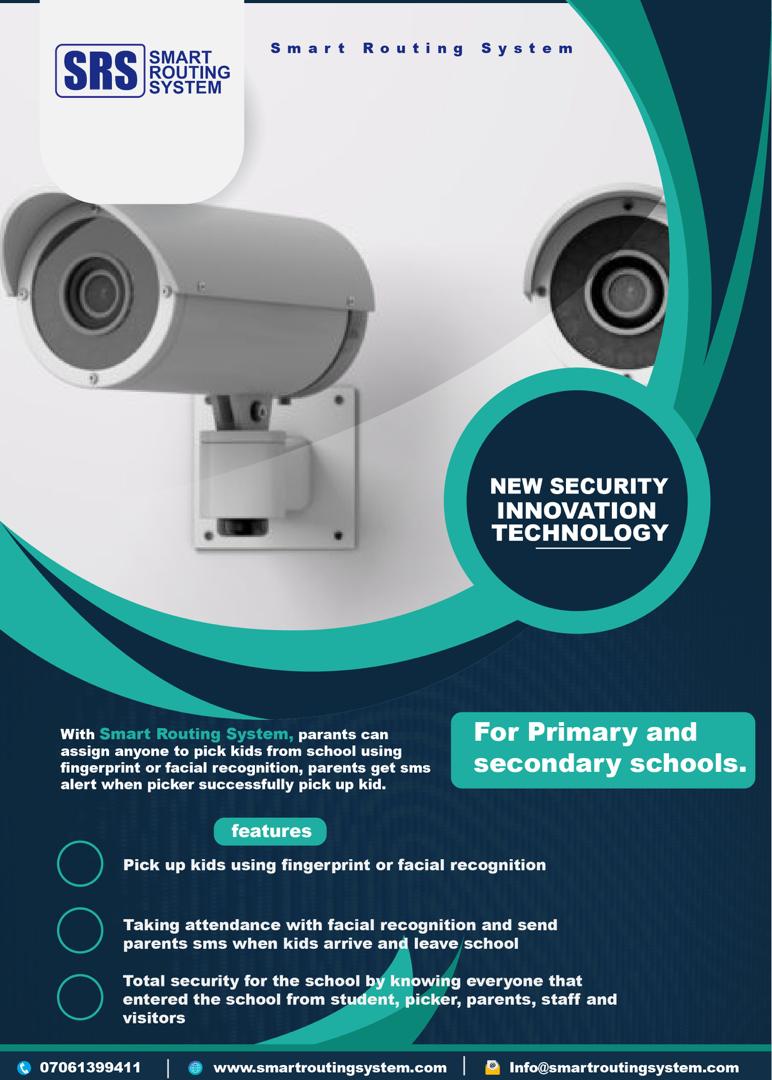 SRS
SMART
ROUTING
SYSTEM
Smart Routing System
NEW SECURITY
INNOVATION
TECHNOLOGY
With Smart Routing System, parants can
assign anyone to pick kids from school using
fingerprint or facial recognition, parents get sms
alert when picker successfully pick up kid.
For Primary and
secondary schools.
features
Pick up kids using fingerprint or facial recognition
Taking attendance with facial recognition and send
parents sms when kids arrive and leave school
Total security for the school by knowing everyone that
entered the school from student, picker, parents, staff and
visitors
07061399411 | www.smartroutingsystem.com | Info@smartroutingsystem.com